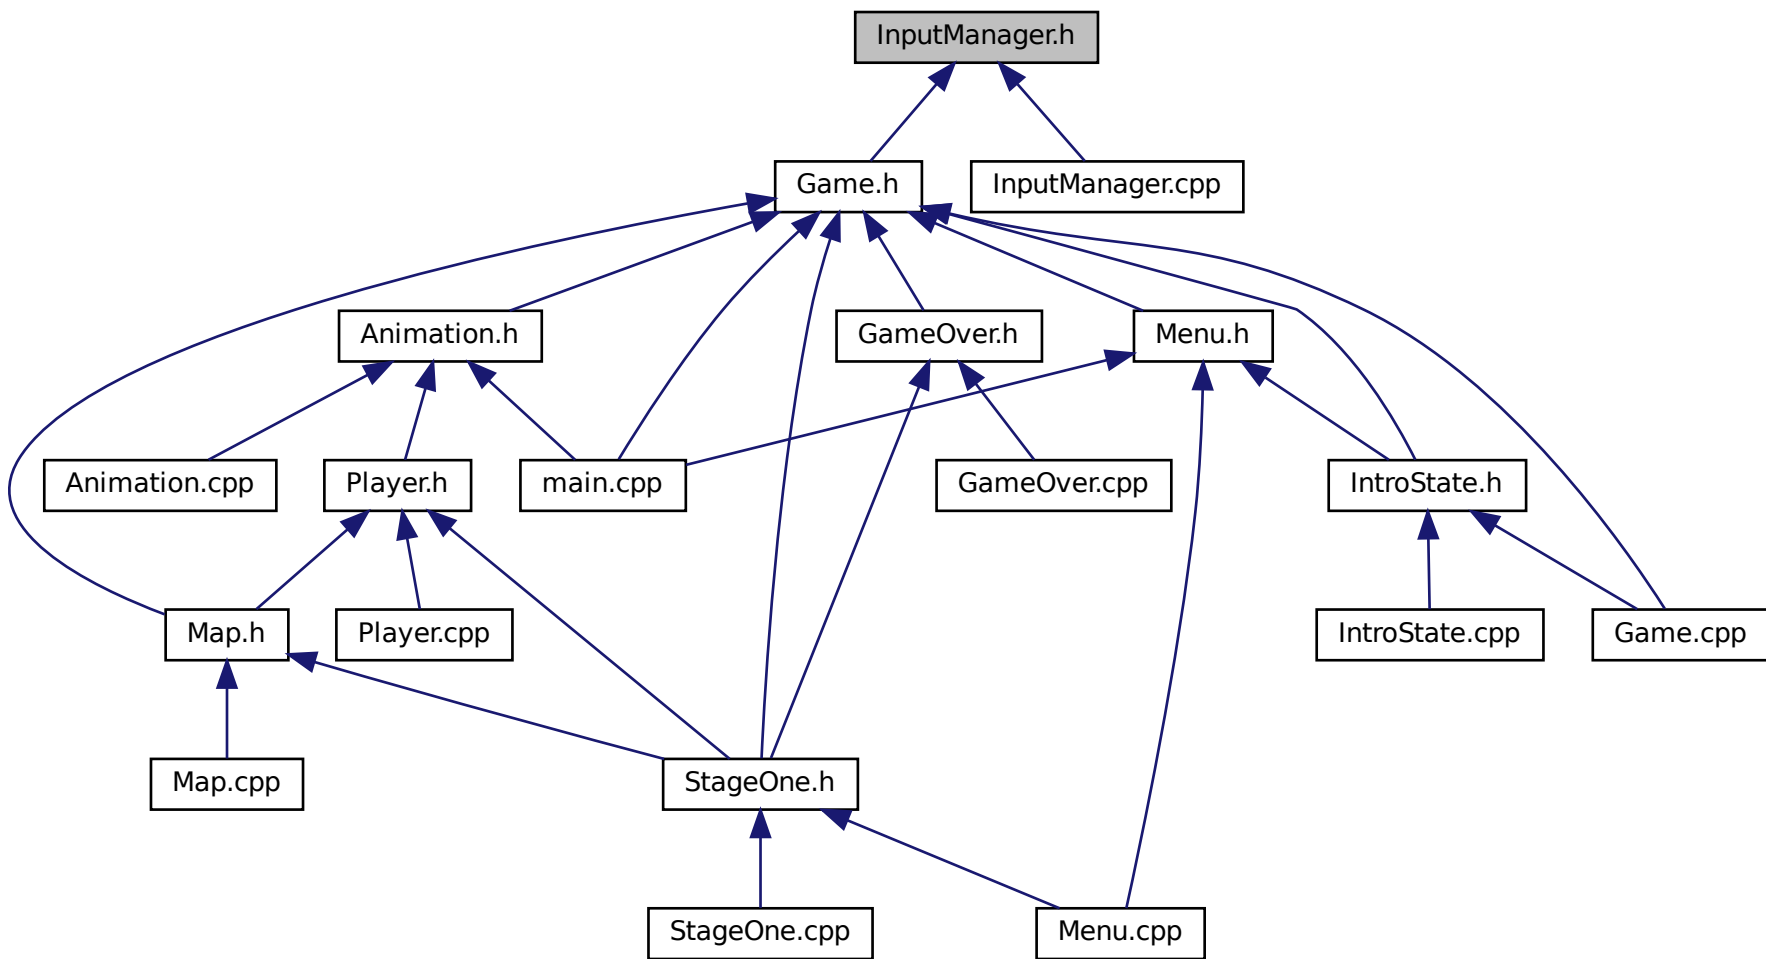 InputManager.h
Game.h
InputManager.cpp
Animation.h
GameOver.h
Menu.h
Animation.cpp
Player.h
main.cpp
GameOver.cpp
IntroState.h
Map.h
Player.cpp
IntroState.cpp
Game.cpp
Map.cpp
StageOne.h
StageOne.cpp
Menu.cpp